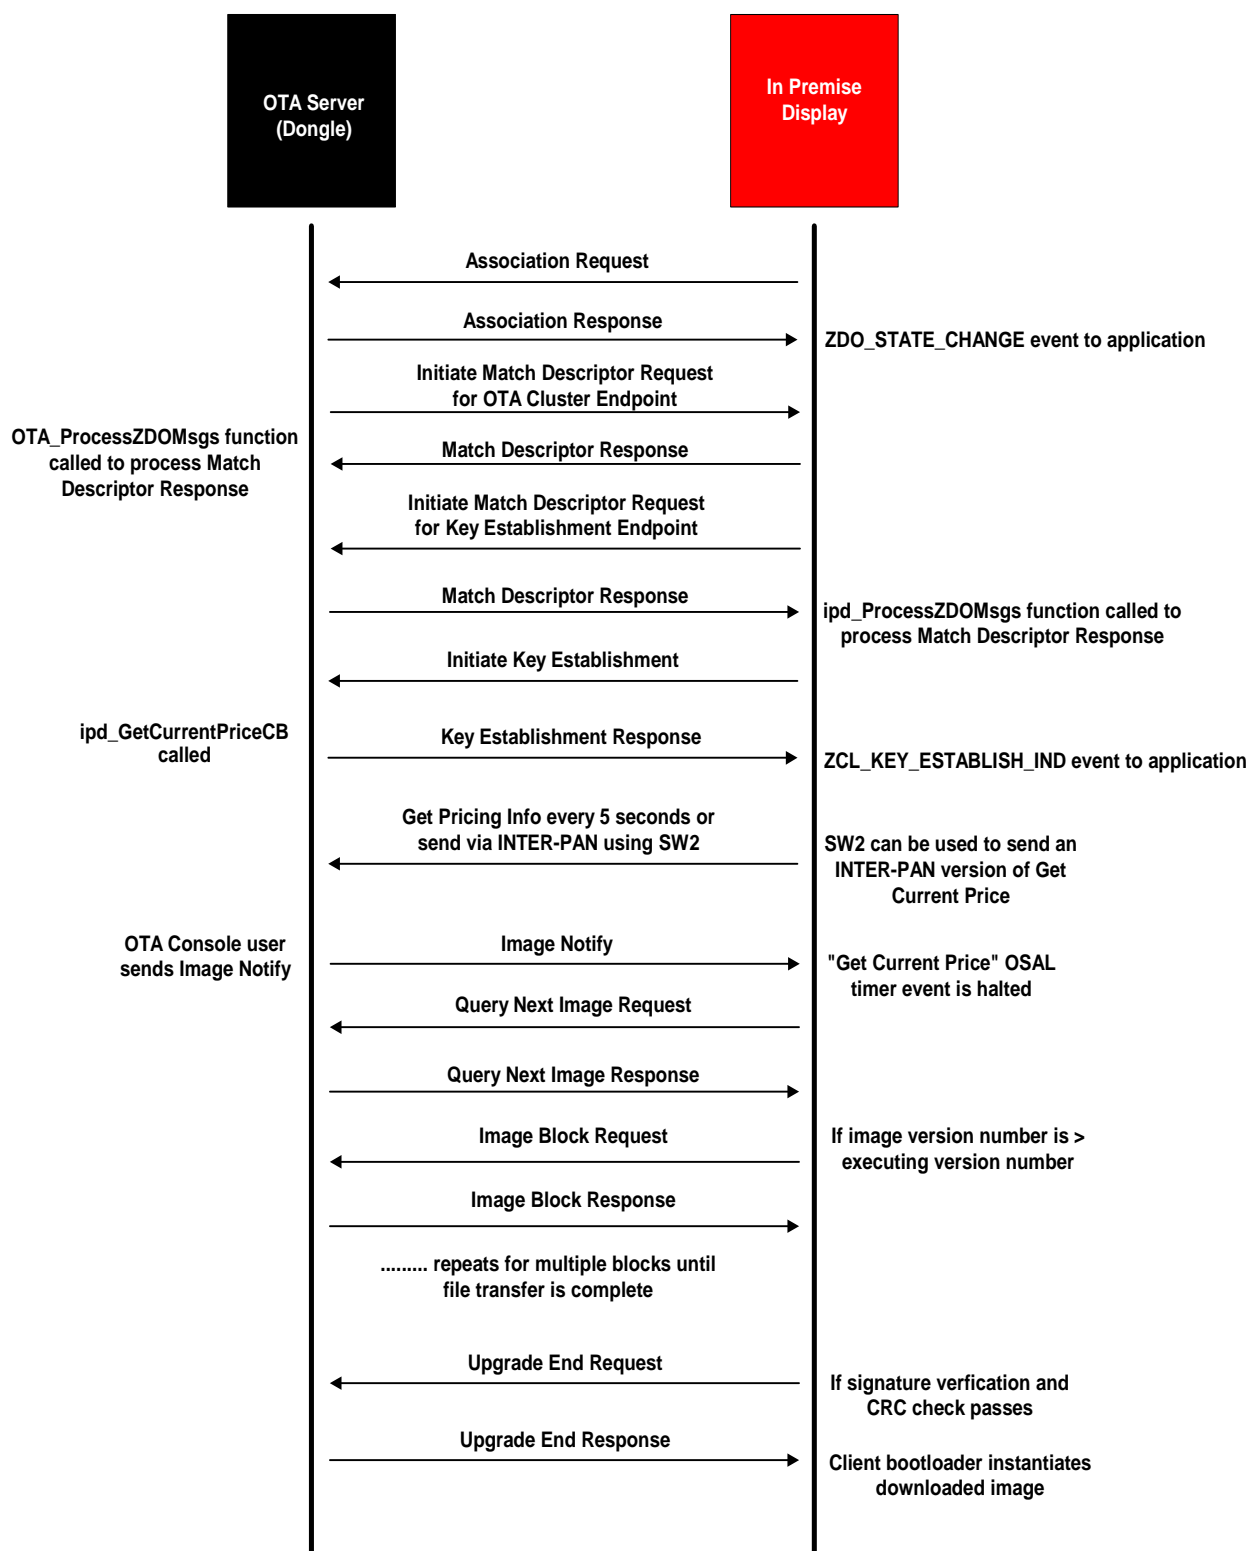 OTA Server
(Dongle)
In Premise
Display
Association Request
Association Response
ZDO_STATE_CHANGE event to application
Initiate Match Descriptor Request
for OTA Cluster Endpoint
OTA_ProcessZDOMsgs function
called to process Match
Descriptor Response
Match Descriptor Response
Initiate Match Descriptor Request
for Key Establishment Endpoint
Match Descriptor Response
ipd_ProcessZDOMsgs function called to
process Match Descriptor Response
Initiate Key Establishment
ipd_GetCurrentPriceCB
called
Key Establishment Response
ZCL_KEY_ESTABLISH_IND event to application
Get Pricing Info every 5 seconds or
send via INTER-PAN using SW2
SW2 can be used to send an
INTER-PAN version of Get
Current Price
OTA Console user
sends Image Notify
Image Notify
"Get Current Price" OSAL
timer event is halted
Query Next Image Request
Query Next Image Response
Image Block Request
If image version number is >
executing version number
Image Block Response
......... repeats for multiple blocks until
file transfer is complete
Upgrade End Request
If signature verfication and
CRC check passes
Upgrade End Response
Client bootloader instantiates
downloaded image